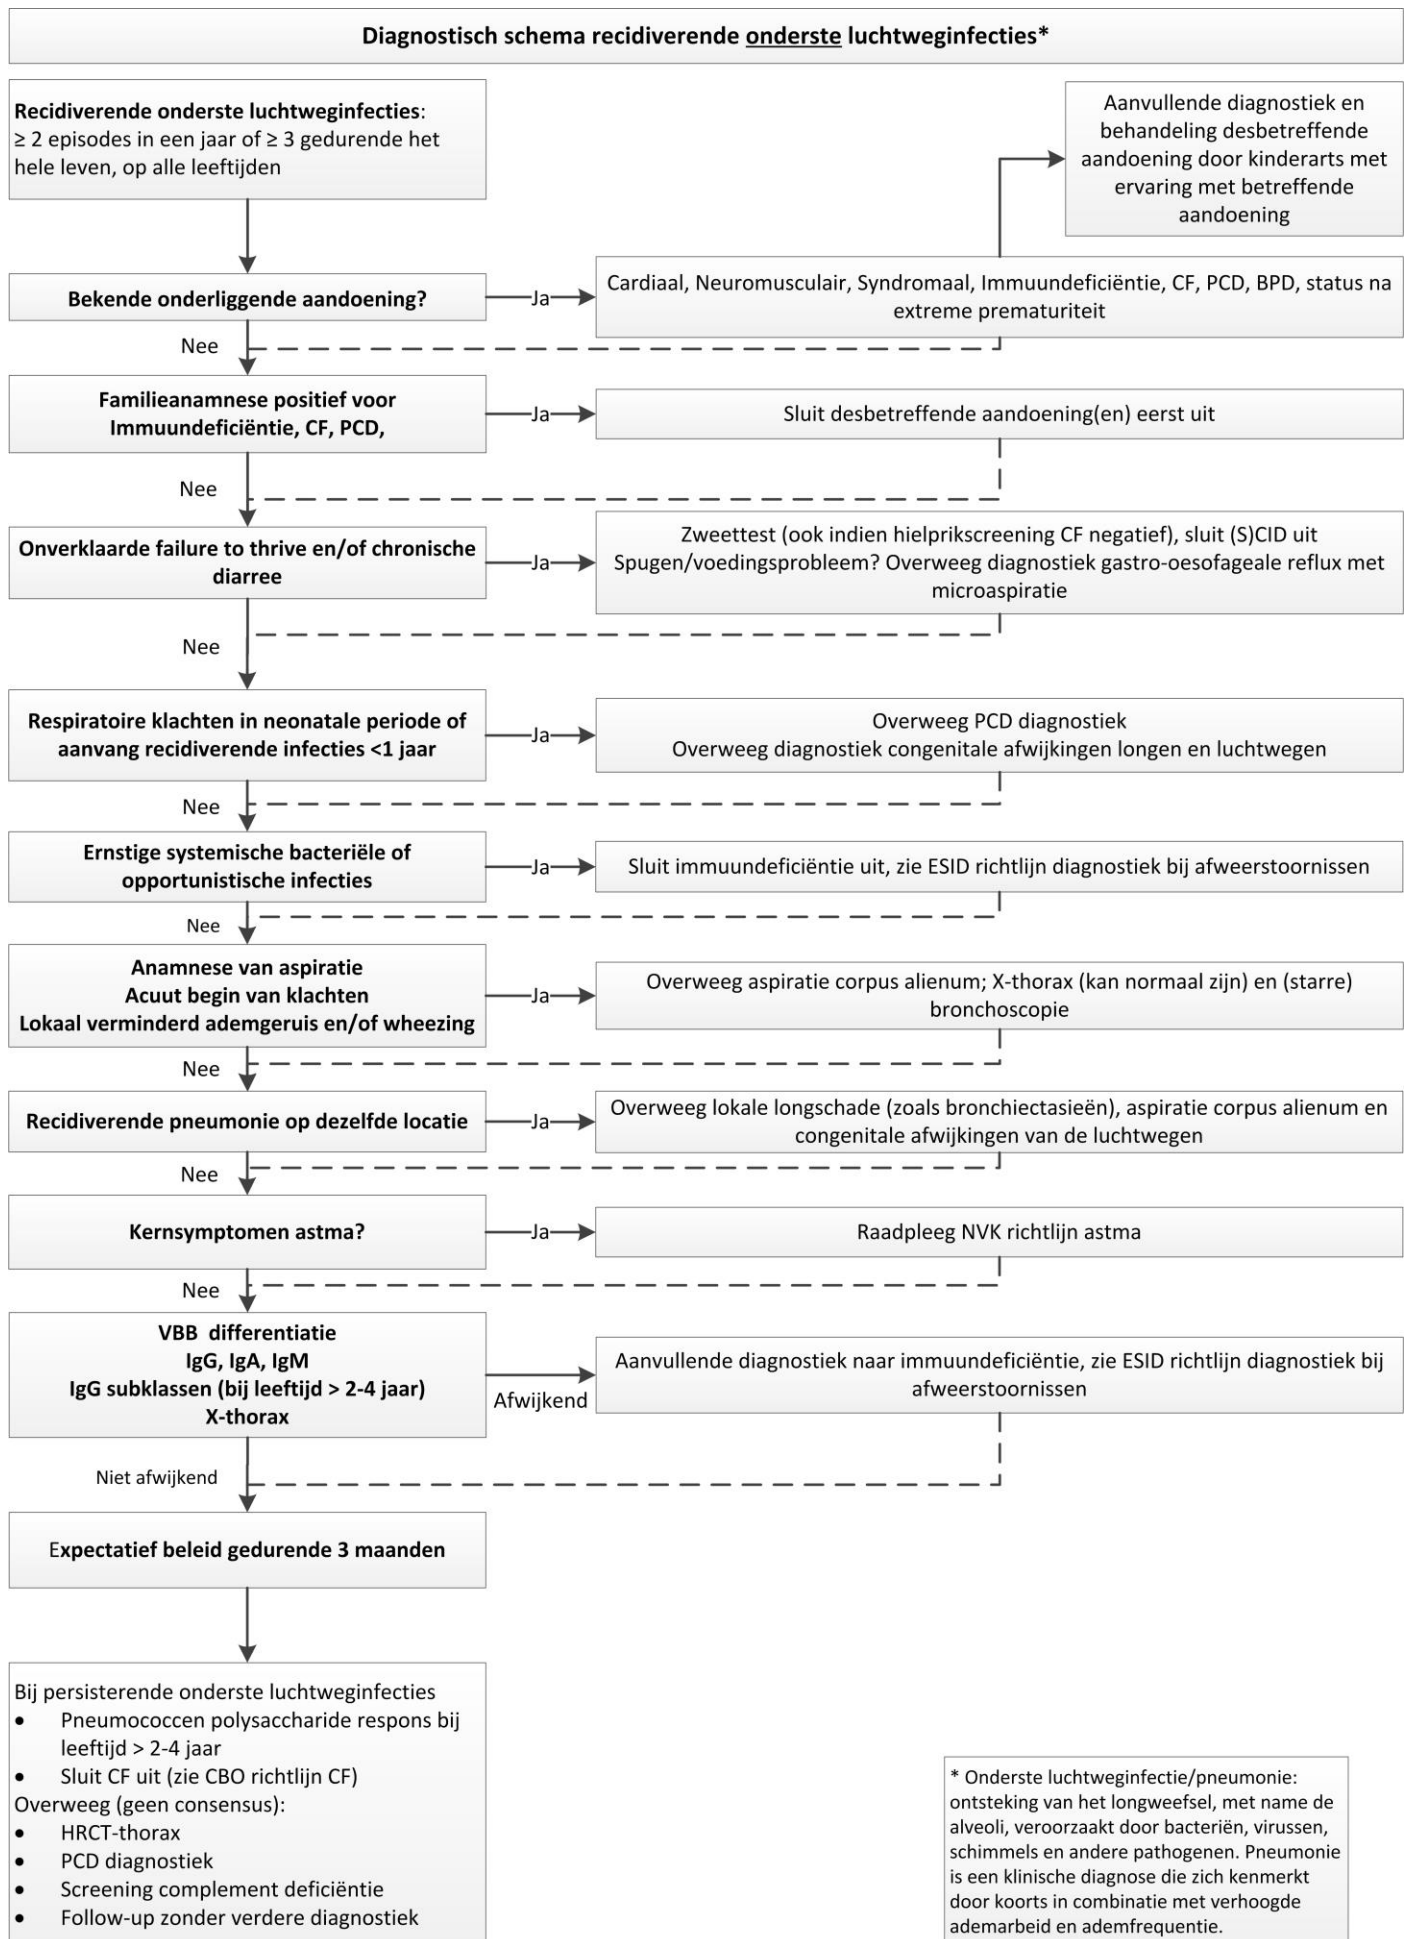 Diagnostisch schema recidiverende onderste luchtweginfecties*
Recidiverende onderste luchtweginfecties:
≥ 2 episodes in een jaar of ≥ 3 gedurende het
hele leven, op alle leeftijden
Aanvullende diagnostiek en
behandeling desbetreffende
aandoening door kinderarts met
ervaring met betreffende
aandoening
Bekende onderliggende aandoening?
Ja
Cardiaal, Neuromusculair, Syndromaal, Immuundeficiëntie, CF, PCD, BPD, status na
extreme prematuriteit
Nee
Familieanamnese positief voor
Immuundeficiëntie, CF, PCD,
Ja
Sluit desbetreffende aandoening(en) eerst uit
Nee
Onverklaarde failure to thrive en/of chronische
diarree
Ja
Zweettest (ook indien hielprikscreening CF negatief), sluit (S)CID uit
Spugen/voedingsprobleem? Overweeg diagnostiek gastro-oesofageale reflux met
microaspiratie
Nee
Respiratoire klachten in neonatale periode of
aanvang recidiverende infecties <1 jaar
Ja
Overweeg PCD diagnostiek
Overweeg diagnostiek congenitale afwijkingen longen en luchtwegen
Nee
Ernstige systemische bacteriële of
opportunistische infecties
Ja
Sluit immuundeficiëntie uit, zie ESID richtlijn diagnostiek bij afweerstoornissen
Nee
Anamnese van aspiratie
Acuut begin van klachten
Lokaal verminderd ademgeruis en/of wheezing
Ja
Overweeg aspiratie corpus alienum; X-thorax (kan normaal zijn) en (starre)
bronchoscopie
Nee
Recidiverende pneumonie op dezelfde locatie
Ja
Overweeg lokale longschade (zoals bronchiectasieën), aspiratie corpus alienum en
congenitale afwijkingen van de luchtwegen
Nee
Kernsymptomen astma?
Ja
Raadpleeg NVK richtlijn astma
Nee
VBB  differentiatie
IgG, IgA, IgM
IgG subklassen (bij leeftijd > 2-4 jaar)
X-thorax
Afwijkend
Aanvullende diagnostiek naar immuundeficiëntie, zie ESID richtlijn diagnostiek bij
afweerstoornissen
Niet afwijkend
Expectatief beleid gedurende 3 maanden
Bij persisterende onderste luchtweginfecties
• Pneumococcen polysaccharide respons bij
leeftijd > 2-4 jaar
• Sluit CF uit (zie CBO richtlijn CF)
Overweeg (geen consensus):
• HRCT-thorax
• PCD diagnostiek
• Screening complement deficiëntie
• Follow-up zonder verdere diagnostiek
* Onderste luchtweginfectie/pneumonie:
ontsteking van het longweefsel, met name de
alveoli, veroorzaakt door bacteriën, virussen,
schimmels en andere pathogenen. Pneumonie
is een klinische diagnose die zich kenmerkt
door koorts in combinatie met verhoogde
ademarbeid en ademfrequentie.